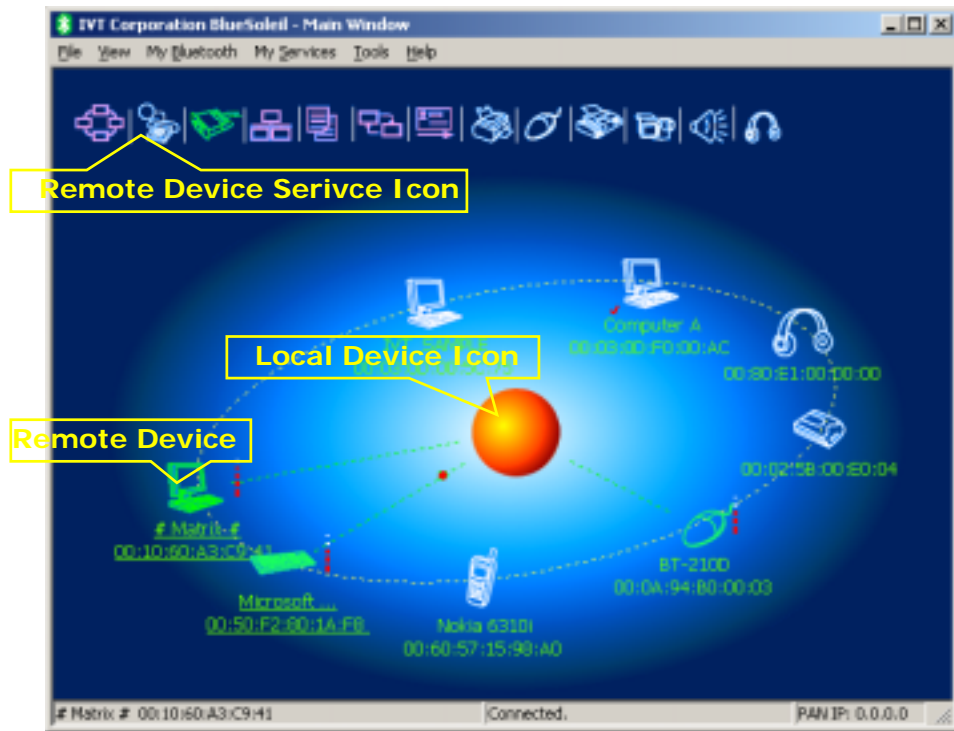 IVT Corporation BlueSoleil - Main Window
File View My Bluetooth My Services Tools Help
Remote Device Serivce Icon
Computer A
00:03:0D:F0:00:AC
Local Device Icon
00:80:E1:00:00:00
Remote Device
00:02:5B:00:E0:04
# Matrix #
00:10:60:A3:C9:41
BT-210D
00:0A:94:B0:00:03
Microsoft ...
00:50:F2:80:1A:FB
Nokia 6310i
00:60:57:15:98:A0
# Matrix # 00:10:60:A3:C9:41 Connected. PAN IP: 0.0.0.0